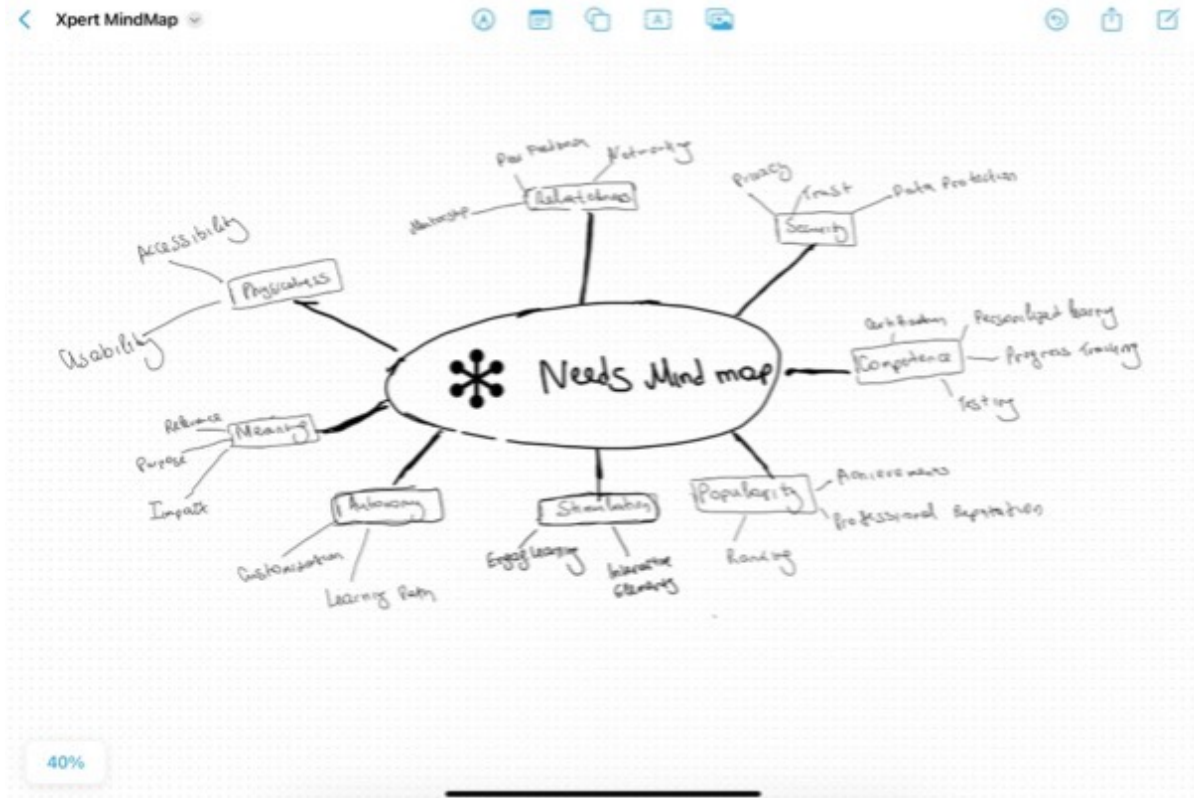 Xpert MindMap
Peer Feedback
Networking
Mentorship
Relatedness
Privacy
Trust
Data Protection
Security
Accessibility
Physicalness
Usability
Certification
Personilized learning
Competence
Progress Tracking
Testing
Needs Mind map
Relevance
Meaning
Purpose
Impact
Autonomy
Customization
Learning Path
Stimulation
Engag Learning
Interactive
Elements
Popularity
Achievements
Professional Reputation
Ranking
40%